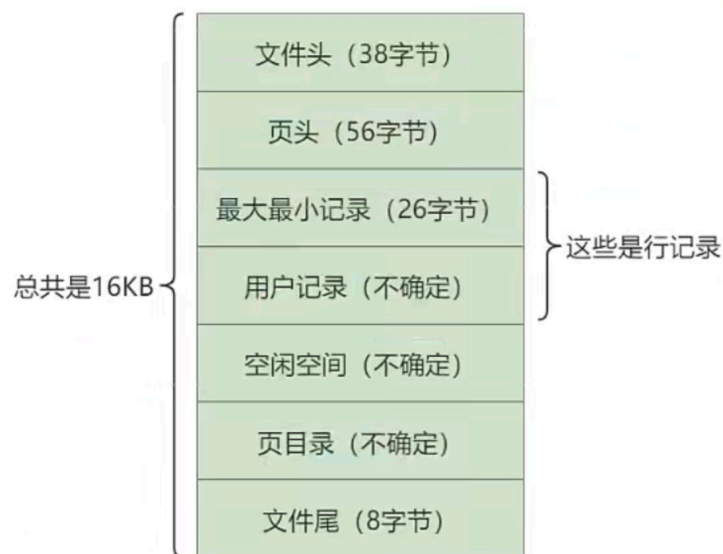 文件头（38字节）
页头（56字节）
最大最小记录（26字节）
用户记录（不确定）
这些是行记录
总共是16KB
空闲空间（不确定）
页目录（不确定）
文件尾（8字节）